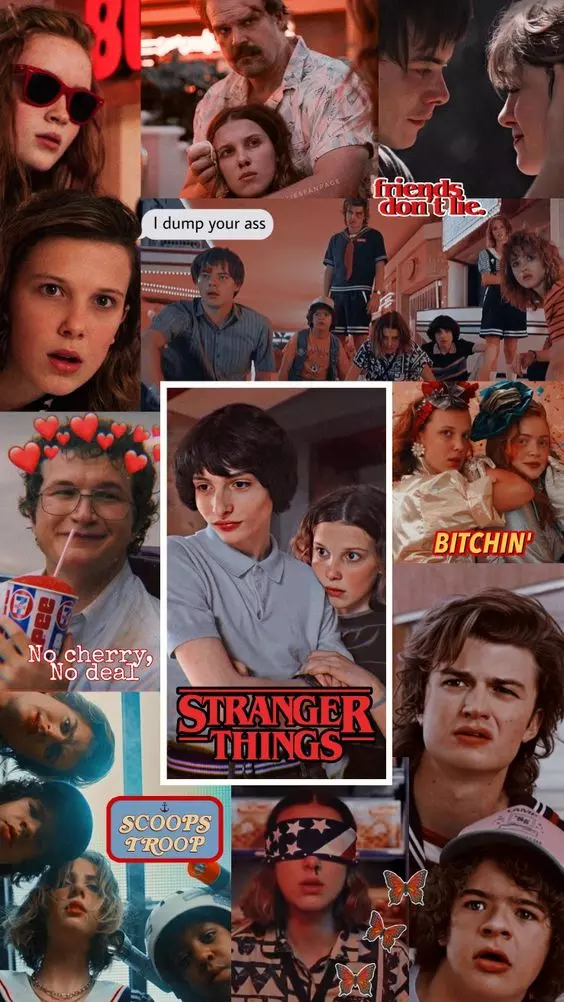 friends
don't lie.
I dump your ass
BITCHIN'
No cherry,
No deal
STRANGER
THINGS
SCOOPS
TROOP